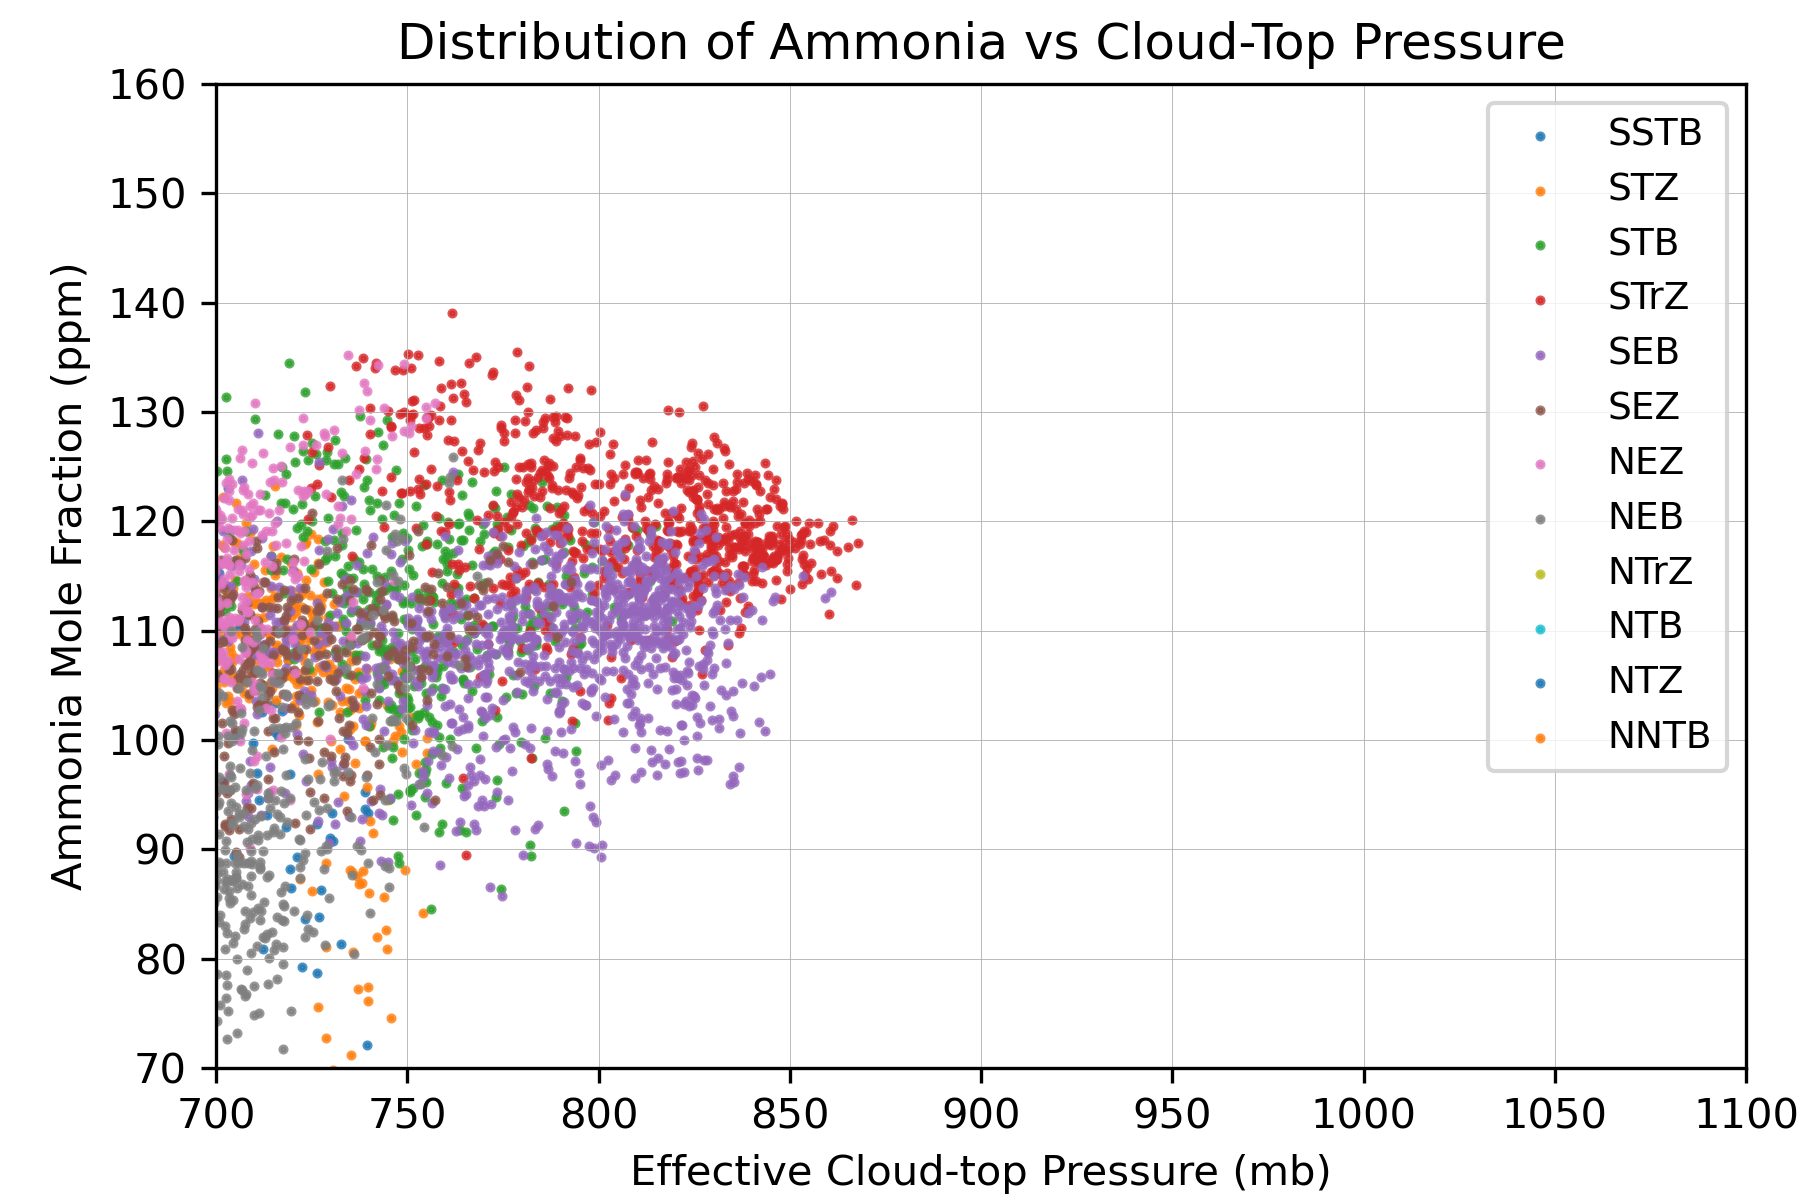 Distribution of Ammonia vs Cloud-Top Pressure
160
150
140
130
120
110
100
90
80
70
Ammonia Mole Fraction (ppm)
SSTB
STZ
STB
STrZ
SEB
SEZ
NEZ
NEB
NTrZ
NTB
NTZ
NNTB
700 750 800 850 900 950 1000 1050 1100
Effective Cloud-top Pressure (mb)